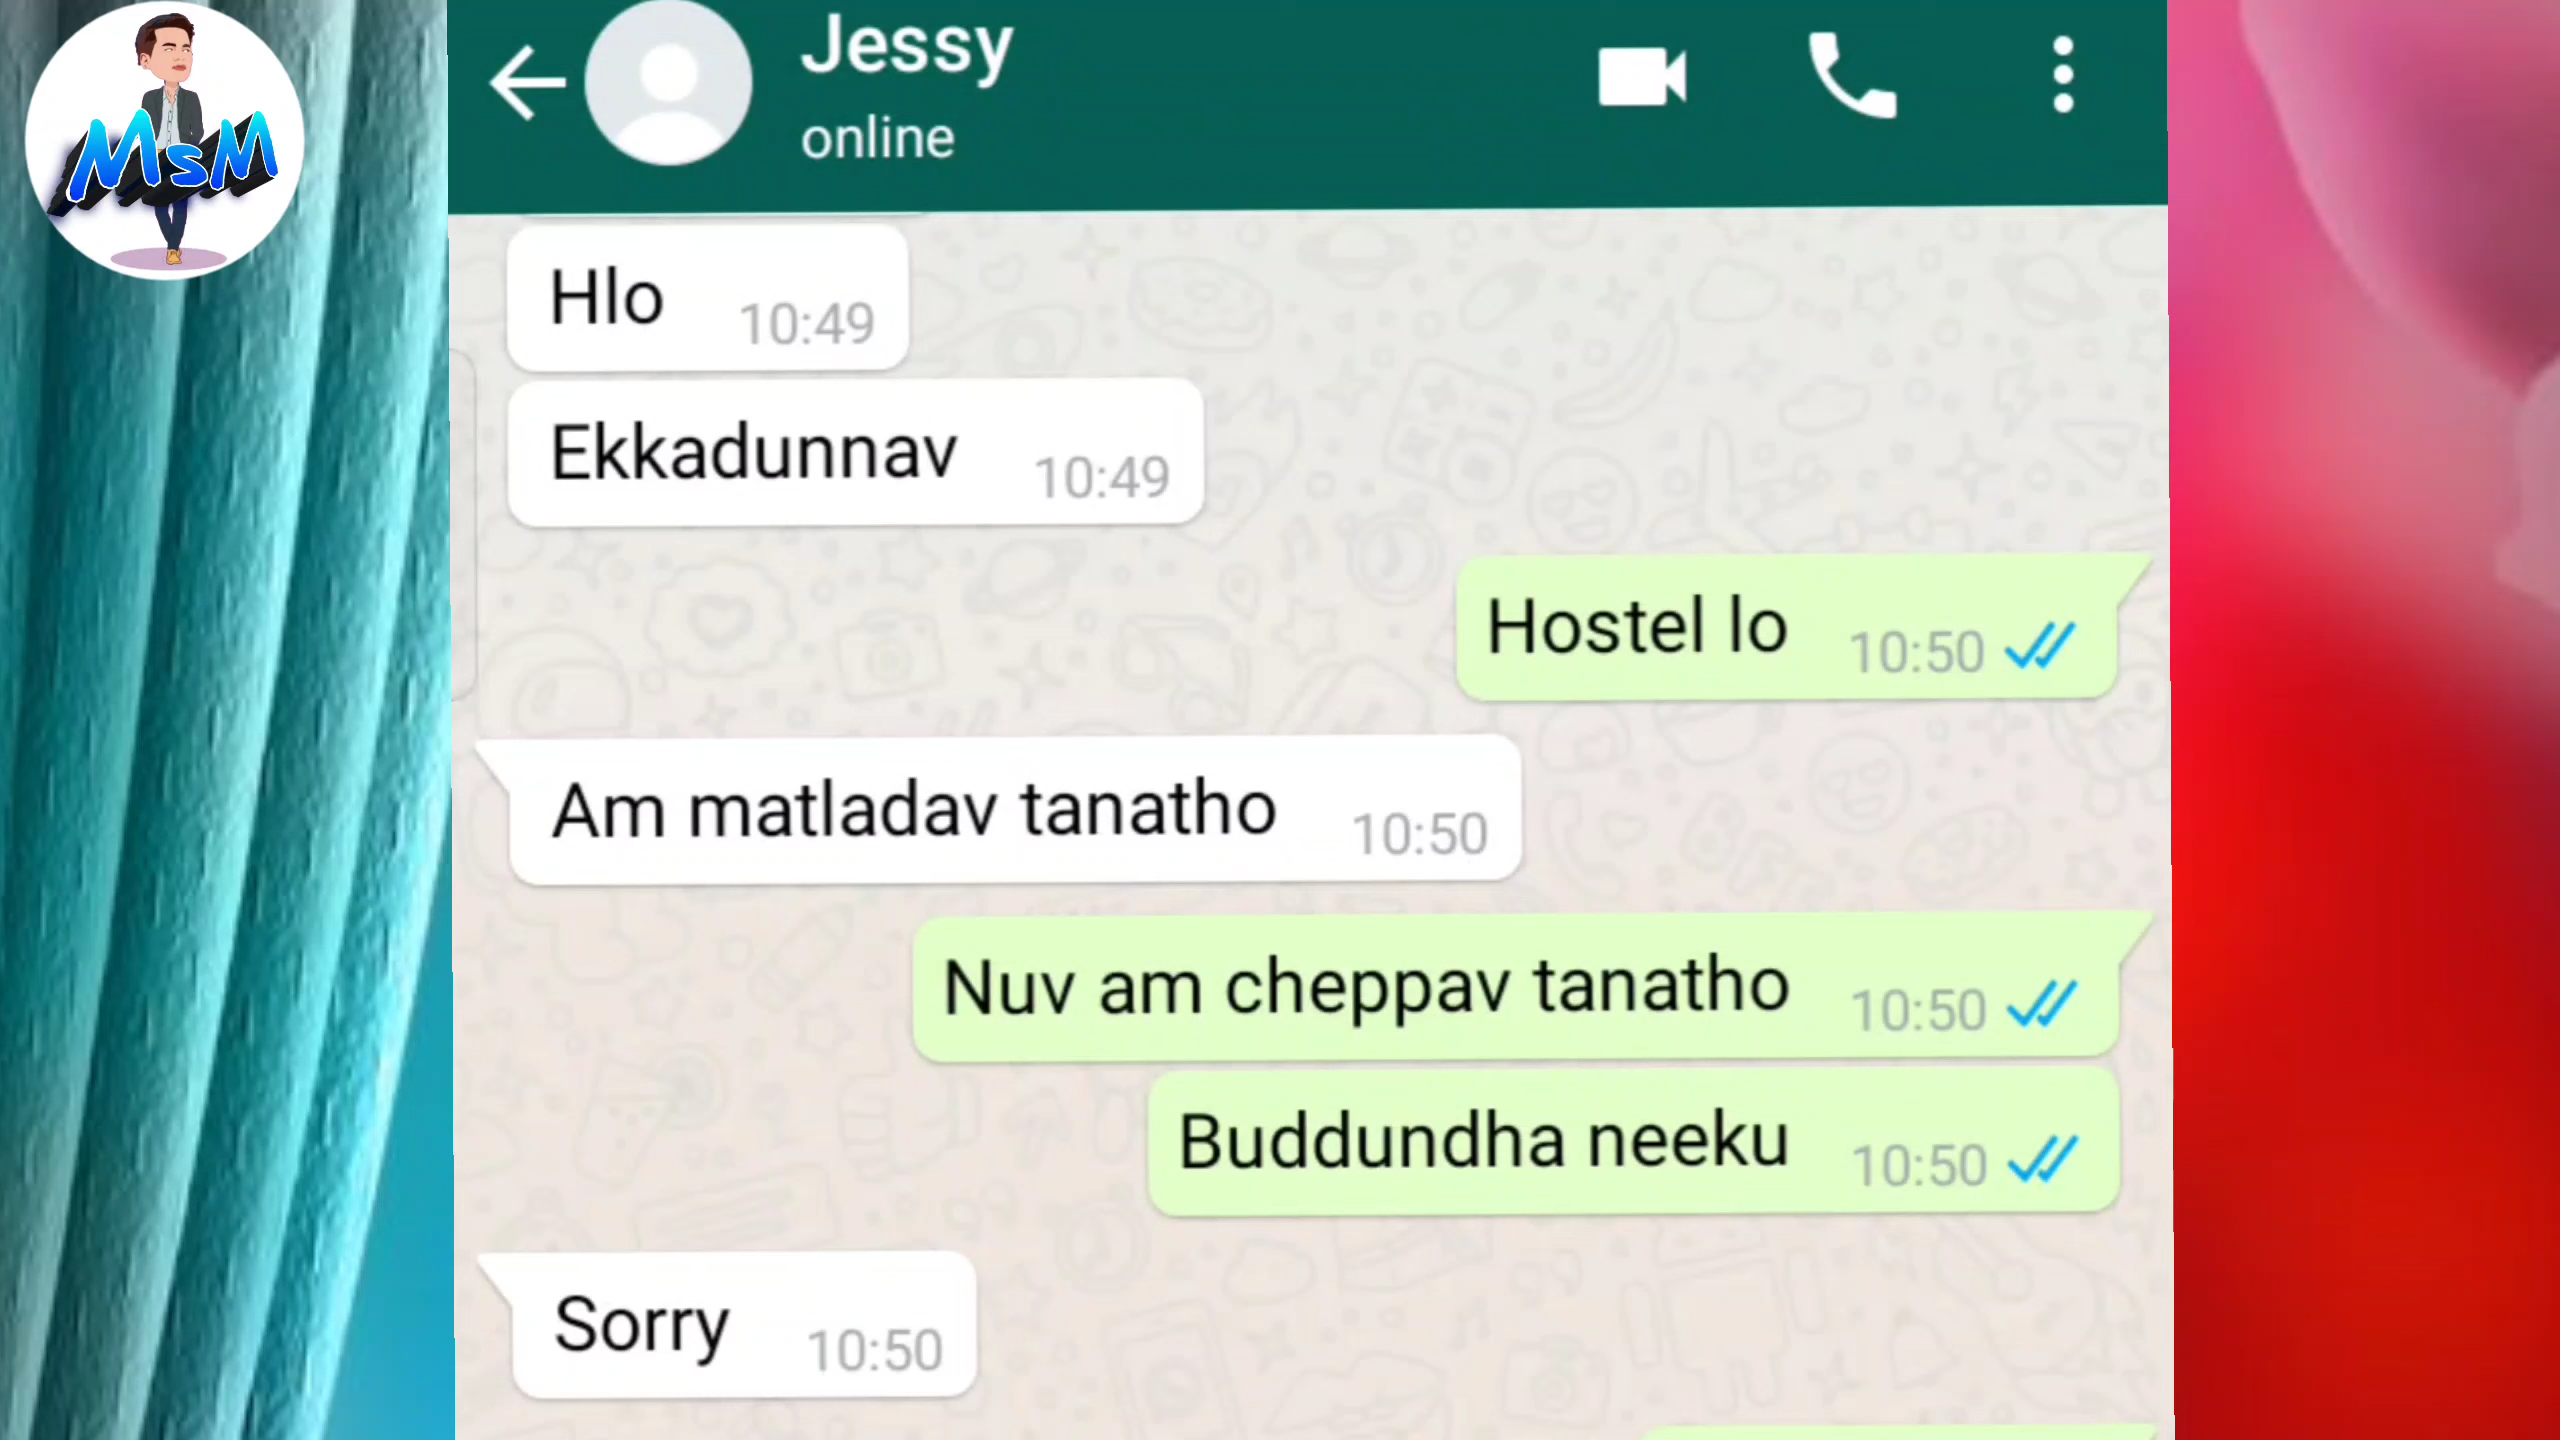 MsM
Jessy
online
Hlo 10:49
Ekkadunnav 10:49
Hostel lo 10:50
Am matladav tanatho 10:50
Nuv am cheppav tanatho 10:50
Buddundha neeku 10:50
Sorry 10:50